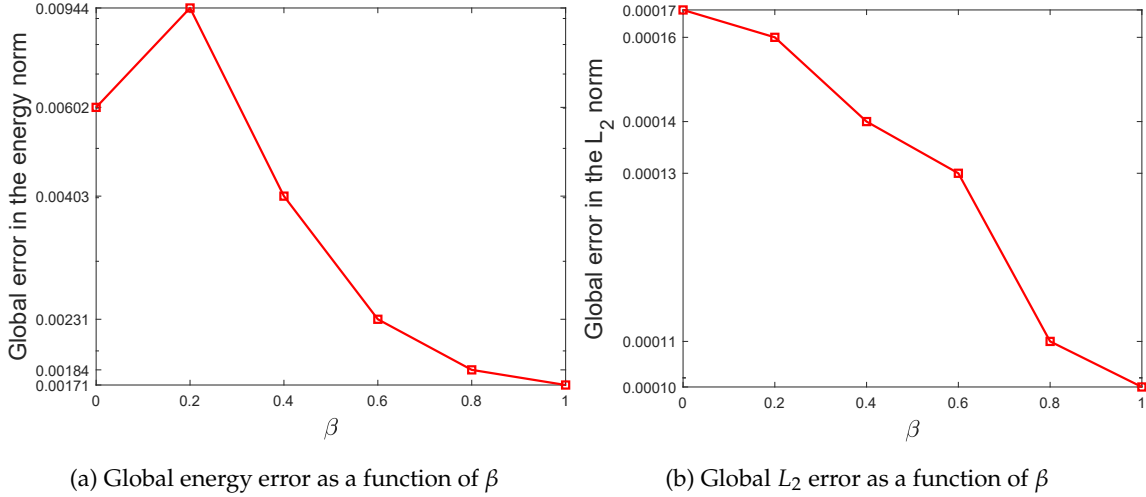 0.00944
0.00602
0.00403
0.00231
0.00184
0.00171
Global error in the energy norm
0 0.2 0.4 0.6 0.8 1
β
(a) Global energy error as a function of β
0.00017
0.00016
0.00014
0.00013
0.00011
0.00010
Global error in the L₂ norm
0 0.2 0.4 0.6 0.8 1
β
(b) Global L₂ error as a function of β